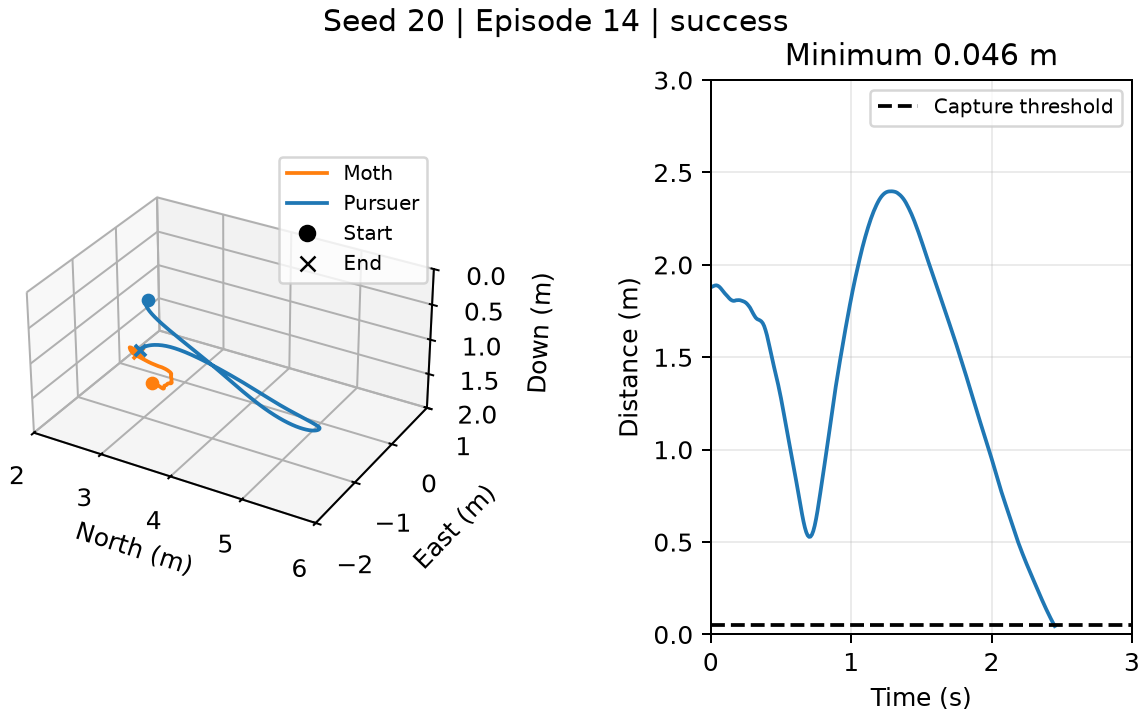 Seed 20 | Episode 14 | success
Moth
Pursuer
Start
End
0.0
0.5
1.0
1.5
2.0
Down (m)
2
3
4
5
6
North (m)
−2
−1
0
1
East (m)
Minimum 0.046 m
Capture threshold
3.0
2.5
2.0
1.5
1.0
0.5
0.0
Distance (m)
0
1
2
3
Time (s)